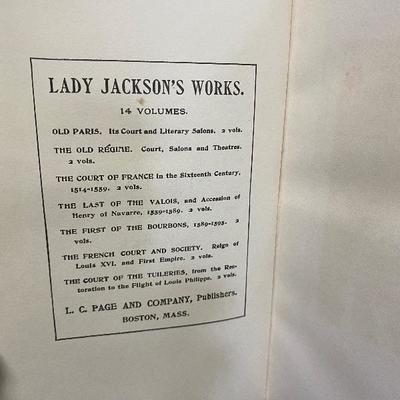 LADY JACKSON'S WORKS.
14 VOLUMES.
OLD PARIS. Its Court and Literary Salons. 2 vols.
THE OLD RÉGIME. Court, Salons and Theatres.
2 vols.
THE COURT OF FRANCE in the Sixteenth Century,
1514-1559. 2 vols.
THE LAST OF THE VALOIS, and Accession of
Henry of Navarre, 1559-1589. 2 vols.
THE FIRST OF THE BOURBONS, 1589-1595. 2
vols.
THE FRENCH COURT AND SOCIETY. Reign of
Louis XVI. and First Empire. 2 vols.
THE COURT OF THE TUILERIES, from the Res-
toration to the Flight of Louis Philippe. 2 vols.
L. C. PAGE AND COMPANY, Publishers.
BOSTON, MASS.